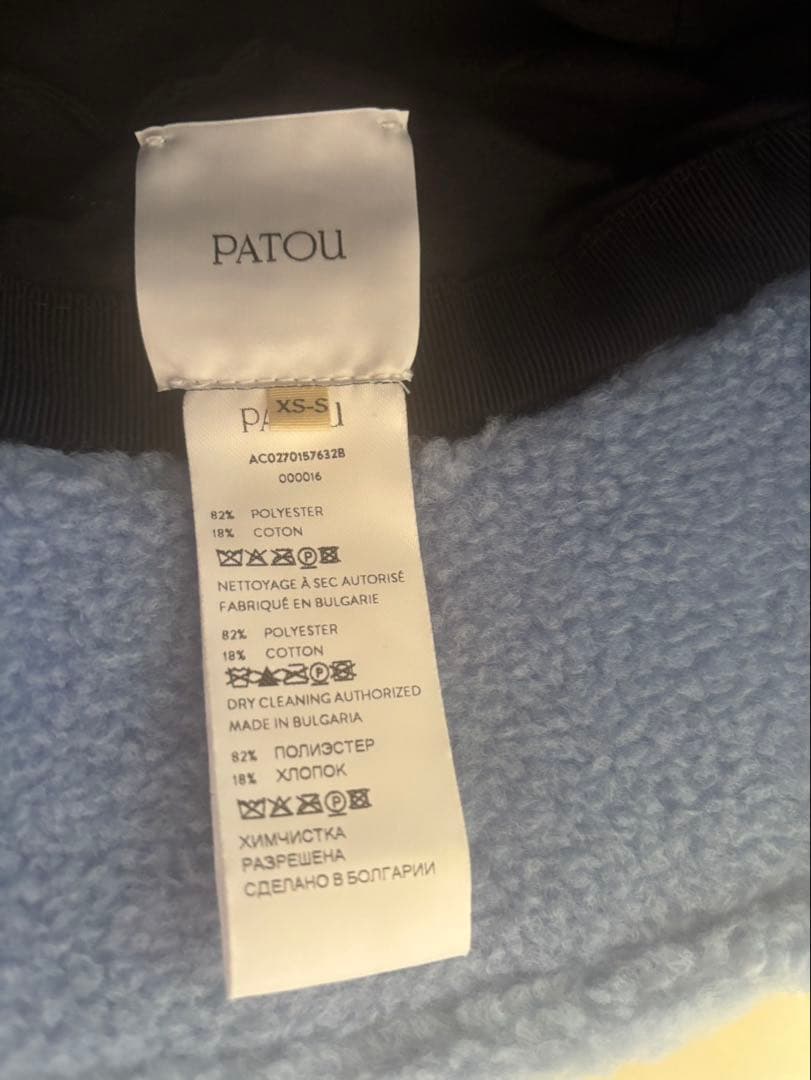 PATOU
XS-S
AC0270157632B
000016
82% POLYESTER
18% COTON
NETTOYAGE À SEC AUTORISÉ
FABRIQUÉ EN BULGARIE
82% POLYESTER
18% COTTON
DRY CLEANING AUTHORIZED
MADE IN BULGARIA
82% ПОЛИЭСТЕР
18% ХЛОПОК
ХИМЧИСТКА
РАЗРЕШЕНА
СДЕЛАНО В БОЛГАРИИ